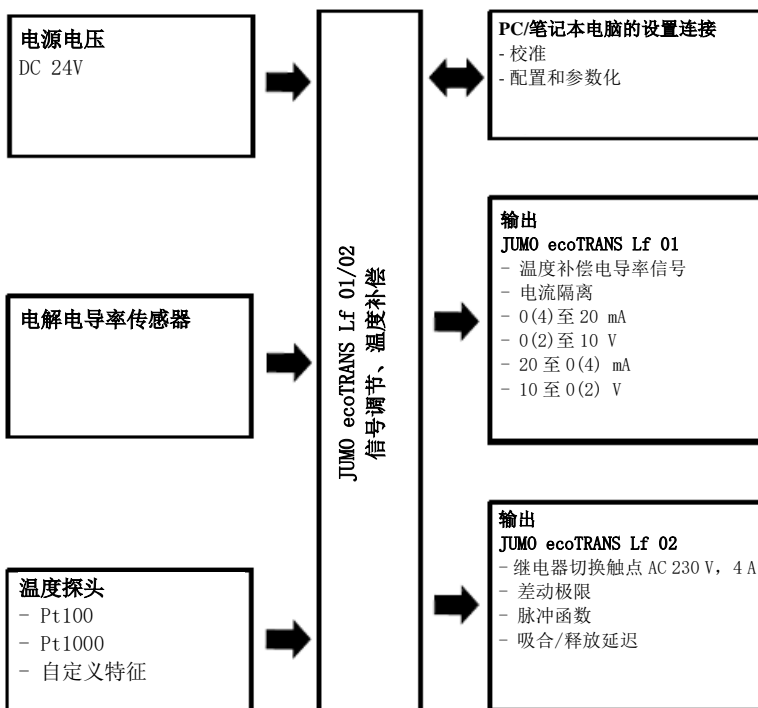 电源电压
DC 24V
电解电导率传感器
温度探头
- Pt100
- Pt1000
- 自定义特征
JUMO ecoTRANS Lf 01/02
信号调节、温度补偿
PC/笔记本电脑的设置连接
- 校准
- 配置和参数化
输出
JUMO ecoTRANS Lf 01
- 温度补偿电导率信号
- 电流隔离
- 0(4)至 20 mA
- 0(2)至 10 V
- 20 至 0(4) mA
- 10 至 0(2) V
输出
JUMO ecoTRANS Lf 02
- 继电器切换触点 AC 230 V，4 A
- 差动极限
- 脉冲函数
- 吸合/释放延迟